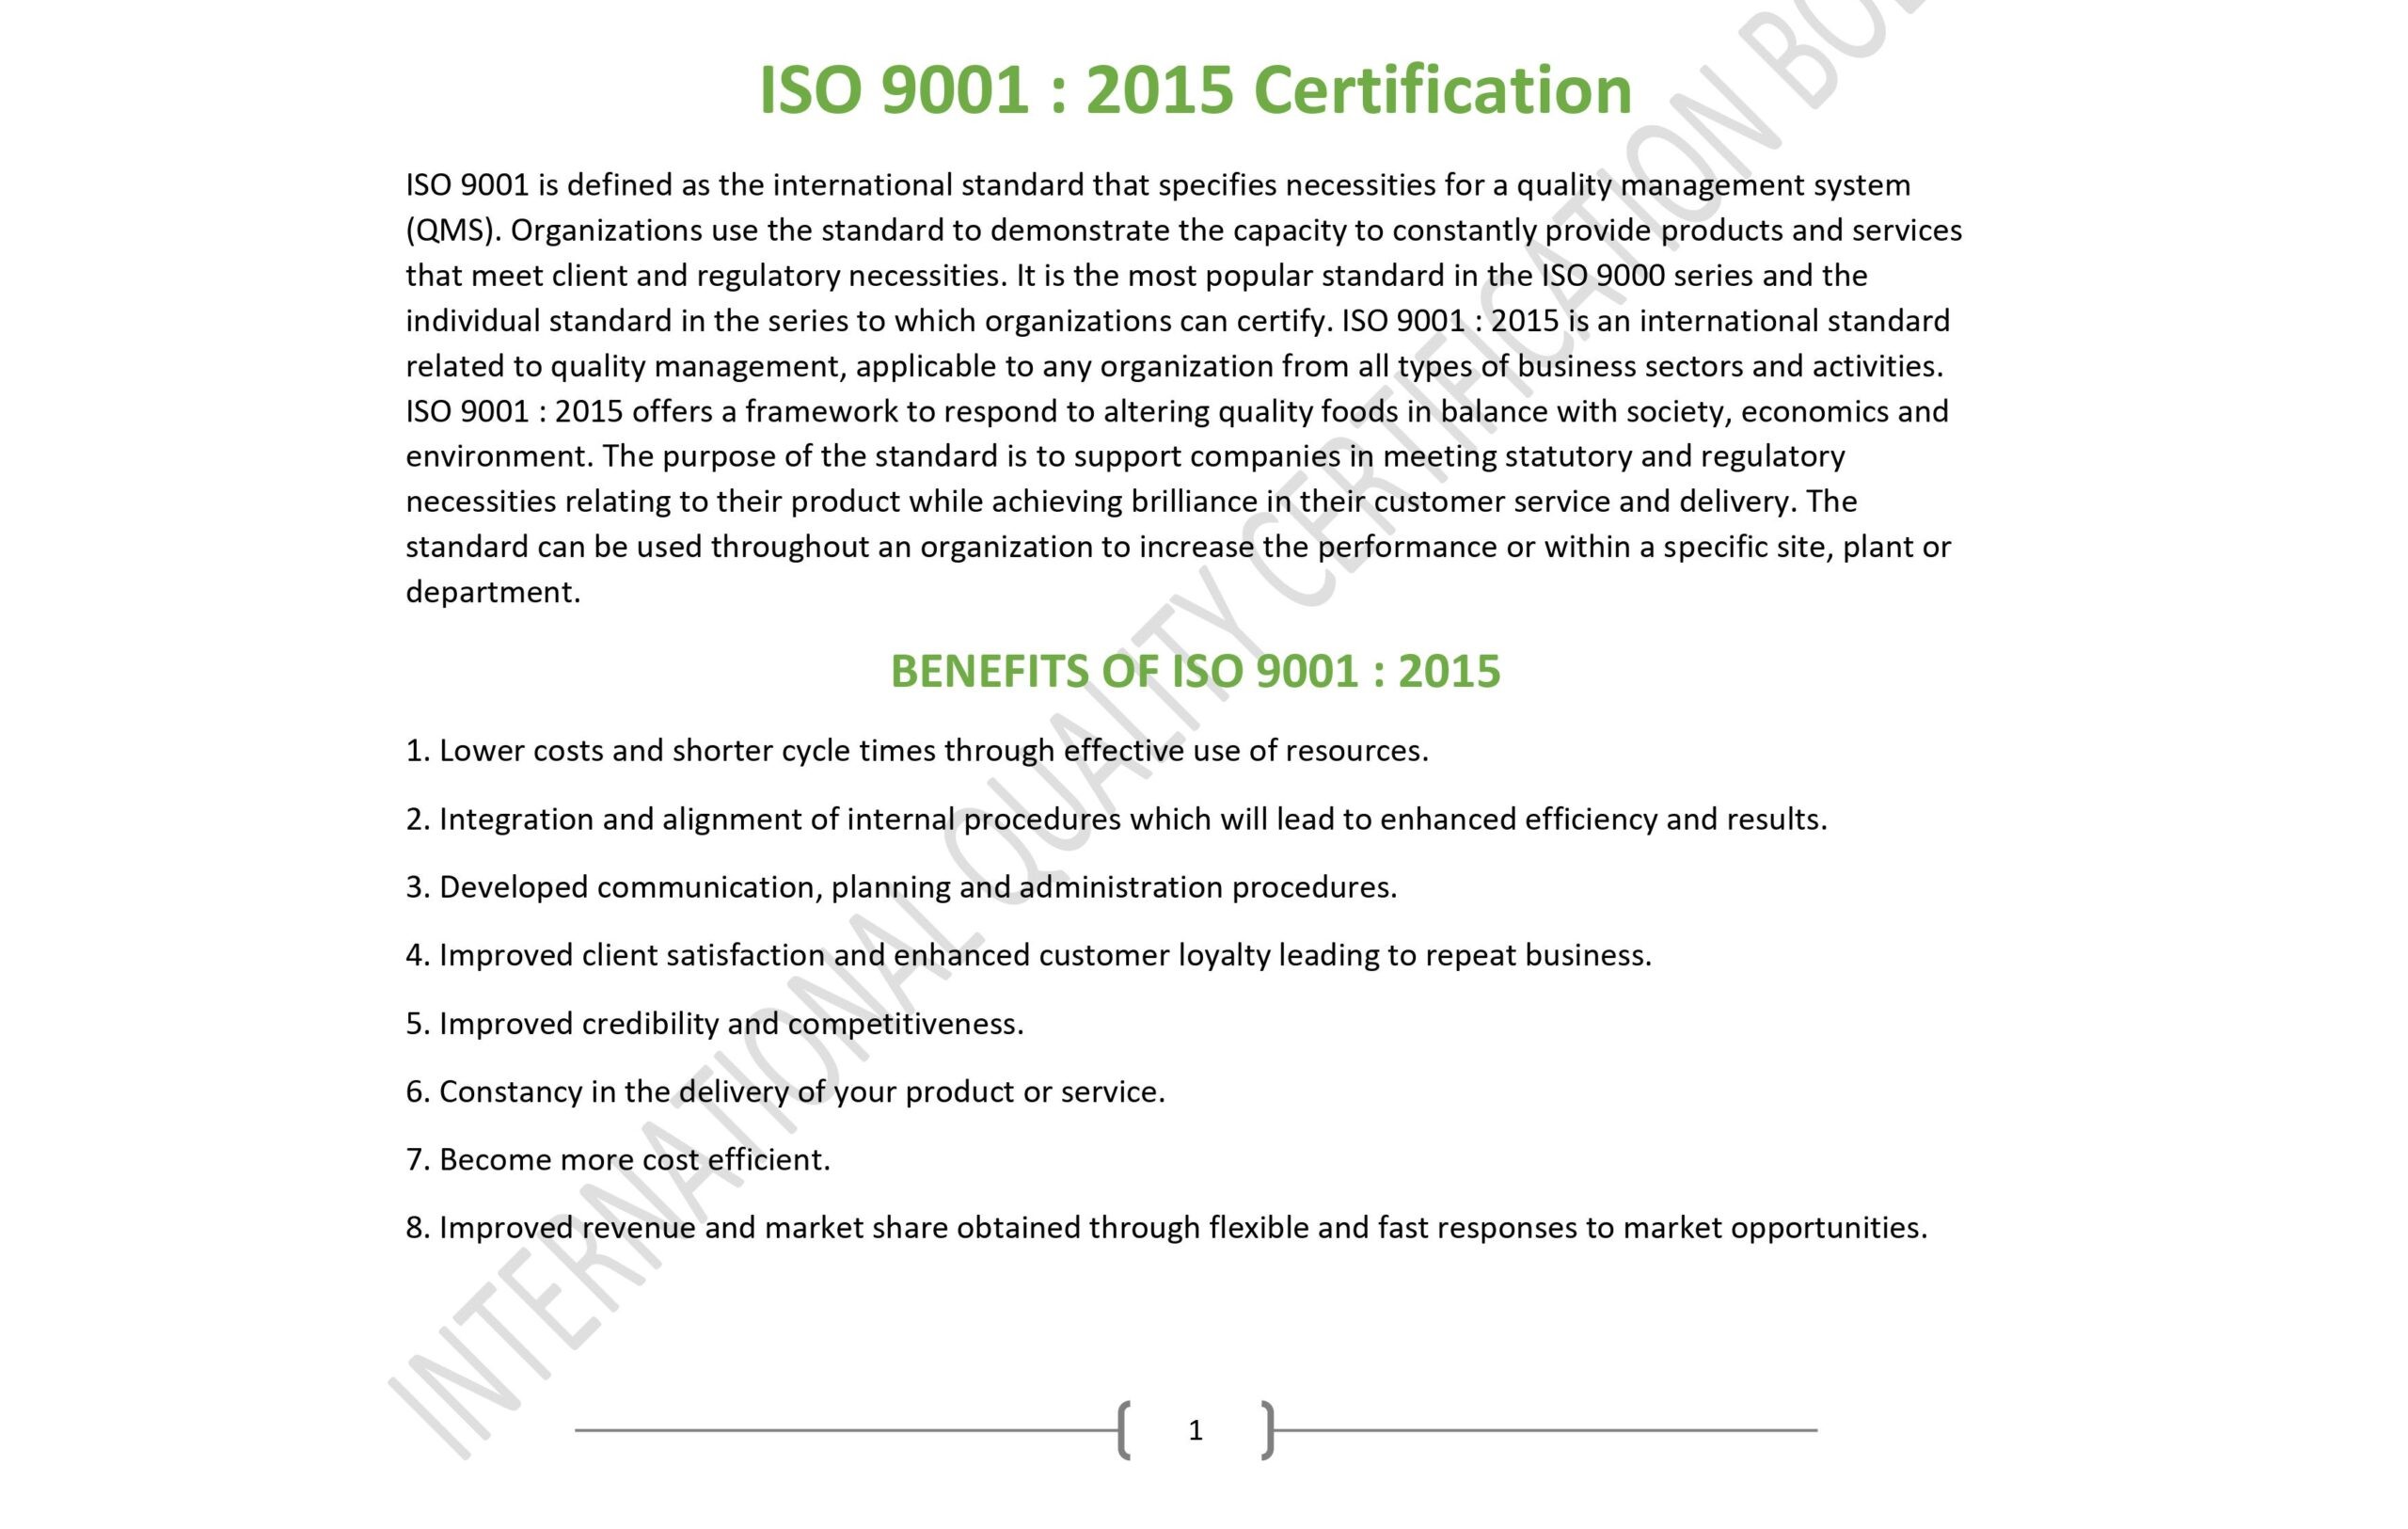 ISO 9001 : 2015 Certification
ISO 9001 is defined as the international standard that specifies necessities for a quality management system
(QMS). Organizations use the standard to demonstrate the capacity to constantly provide products and services
that meet client and regulatory necessities. It is the most popular standard in the ISO 9000 series and the
individual standard in the series to which organizations can certify. ISO 9001 : 2015 is an international standard
related to quality management, applicable to any organization from all types of business sectors and activities.
ISO 9001 : 2015 offers a framework to respond to altering quality foods in balance with society, economics and
environment. The purpose of the standard is to support companies in meeting statutory and regulatory
necessities relating to their product while achieving brilliance in their customer service and delivery. The
standard can be used throughout an organization to increase the performance or within a specific site, plant or
department.
BENEFITS OF ISO 9001 : 2015
1. Lower costs and shorter cycle times through effective use of resources.
2. Integration and alignment of internal procedures which will lead to enhanced efficiency and results.
3. Developed communication, planning and administration procedures.
4. Improved client satisfaction and enhanced customer loyalty leading to repeat business.
5. Improved credibility and competitiveness.
6. Constancy in the delivery of your product or service.
7. Become more cost efficient.
8. Improved revenue and market share obtained through flexible and fast responses to market opportunities.
INTERNATIONAL QUALITY CERTIFICATION
1